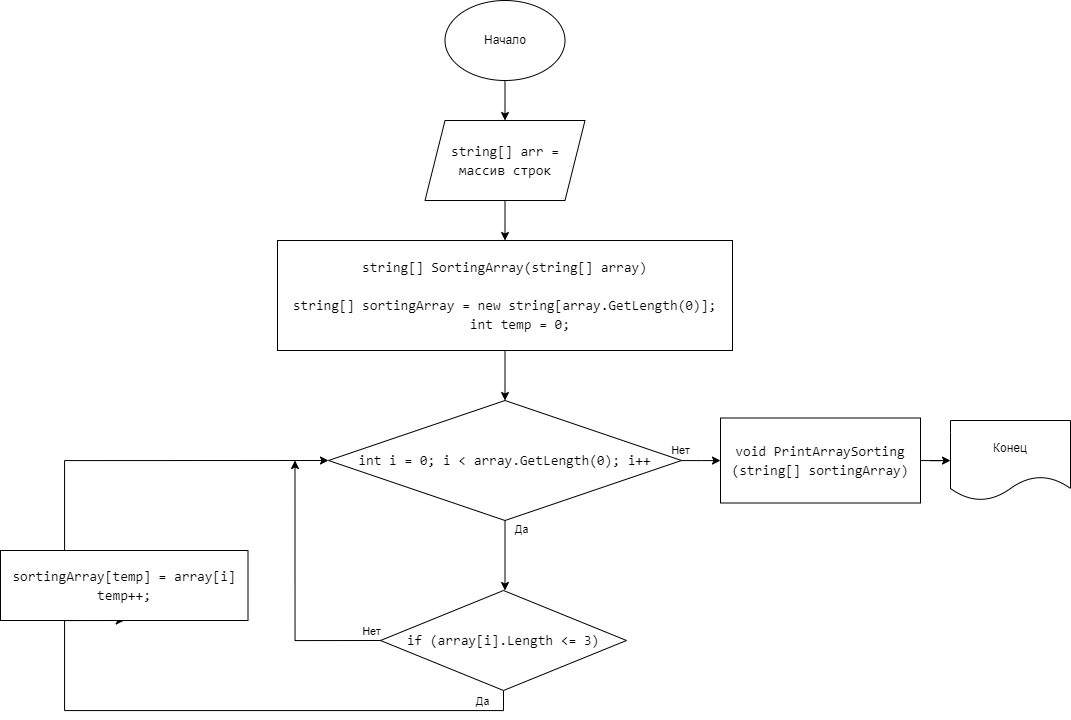 Начало
string[] arr =
массив строк
string[] SortingArray(string[] array)
string[] sortingArray = new string[array.GetLength(0)];
int temp = 0;
int i = 0; i < array.GetLength(0); i++
Нет
void PrintArraySorting
(string[] sortingArray)
Конец
Да
sortingArray[temp] = array[i]
temp++;
Нет
if (array[i].Length <= 3)
Да